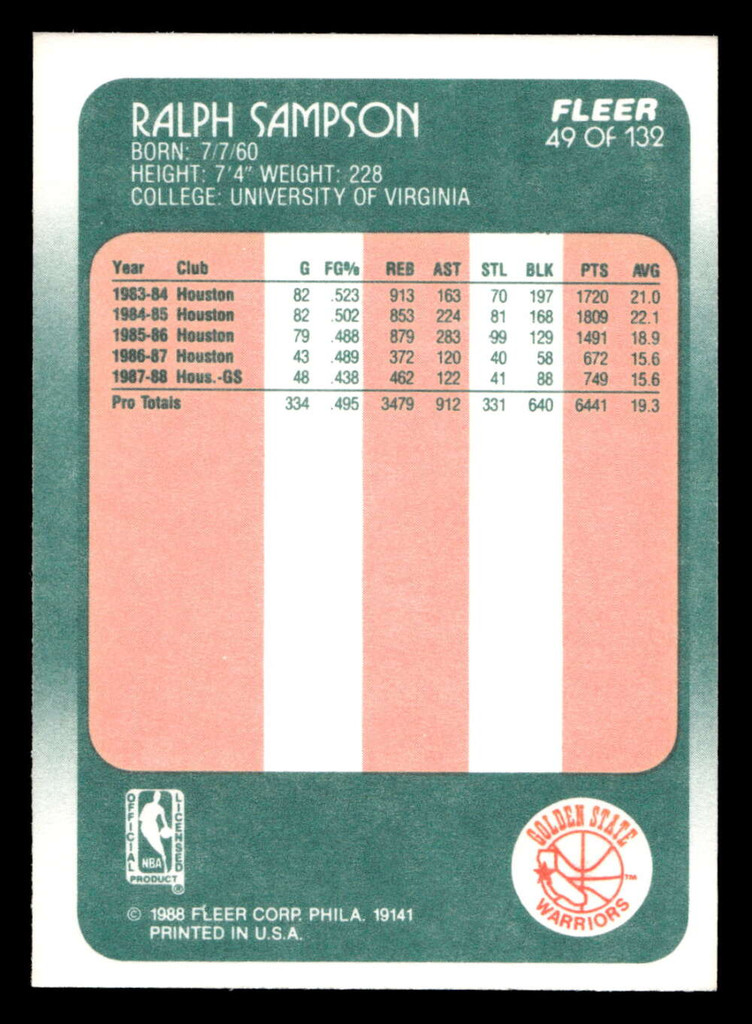 RALPH SAMPSON
FLEER
49 OF 132
BORN: 7/7/60
HEIGHT: 7'4" WEIGHT: 228
COLLEGE: UNIVERSITY OF VIRGINIA
Year Club G FG% REB AST STL BLK PTS AVG
1983-84 Houston 82 .523 913 163 70 197 1720 21.0
1984-85 Houston 82 .502 853 224 81 168 1809 22.1
1985-86 Houston 79 .488 879 283 99 129 1491 18.9
1986-87 Houston 43 .489 372 120 40 58 672 15.6
1987-88 Hous.-GS 48 .438 462 122 41 88 749 15.6
Pro Totals 334 .495 3479 912 331 640 6441 19.3
OFFICIAL
LICENSED
NBA
PRODUCT
®
GOLDEN STATE
WARRIORS
™
© 1988 FLEER CORP. PHILA. 19141
PRINTED IN U.S.A.